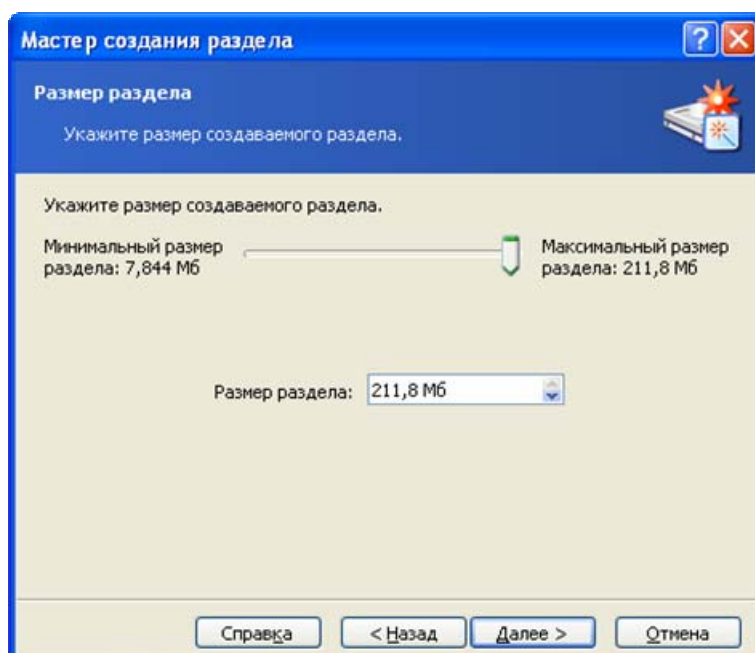 Мастер создания раздела
Размер раздела
Укажите размер создаваемого раздела.
Укажите размер создаваемого раздела.
Минимальный размер
раздела: 7,844 Мб
Максимальный размер
раздела: 211,8 Мб
Размер раздела: 211,8 Мб
Справка < Назад Далее > Отмена